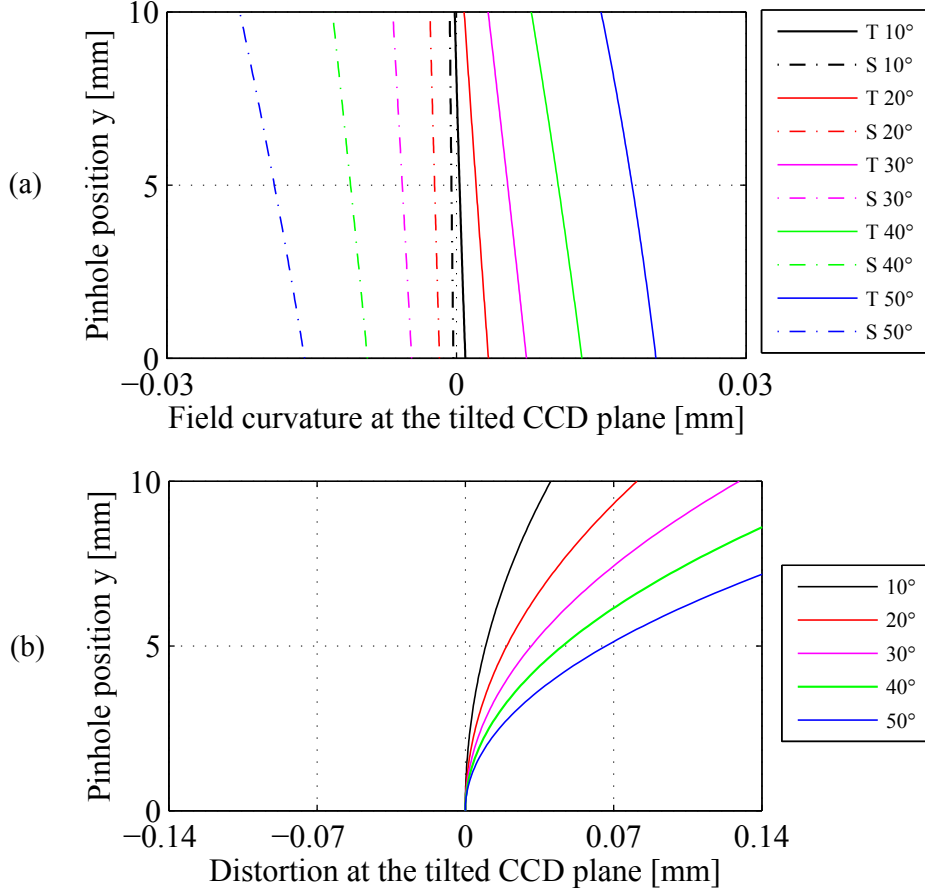 (a)
Pinhole position y [mm]
10
5
0
−0.03
0
0.03
Field curvature at the tilted CCD plane [mm]
T 10°
S 10°
T 20°
S 20°
T 30°
S 30°
T 40°
S 40°
T 50°
S 50°
(b)
Pinhole position y [mm]
10
5
0
−0.14
−0.07
0
0.07
0.14
Distortion at the tilted CCD plane [mm]
10°
20°
30°
40°
50°